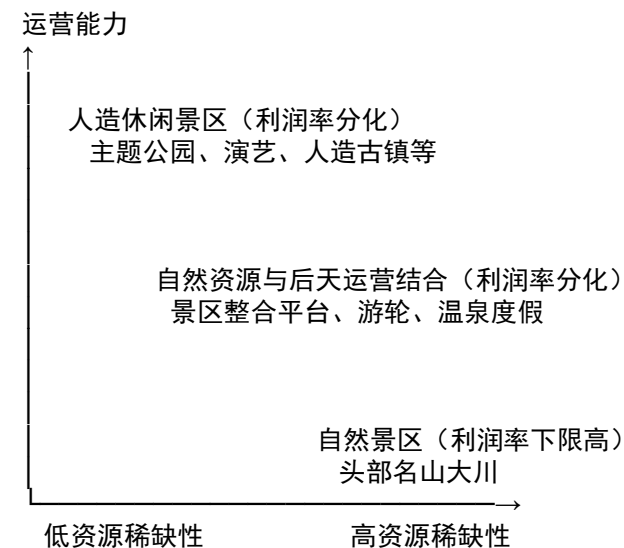 运营能力
人造休闲景区（利润率分化）
主题公园、演艺、人造古镇等
自然资源与后天运营结合（利润率分化）
景区整合平台、游轮、温泉度假
自然景区（利润率下限高）
头部名山大川
低资源稀缺性
高资源稀缺性